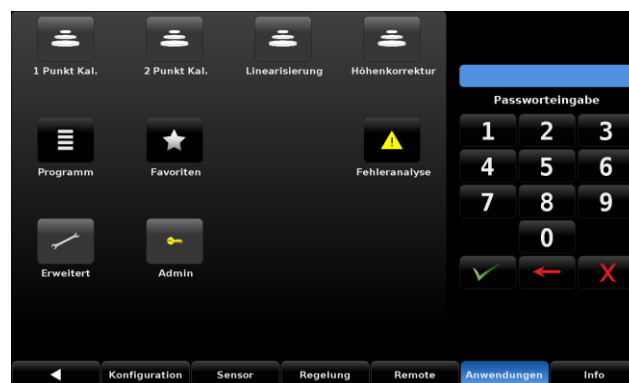 1 Punkt Kal. 2 Punkt Kal. Linearisierung Höhenkorrektur
Passworteingabe
1 2 3
Programm Favoriten Fehleranalyse
4 5 6
7 8 9
0
Erweitert Admin
X
Konfiguration Sensor Regelung Remote Anwendungen Info